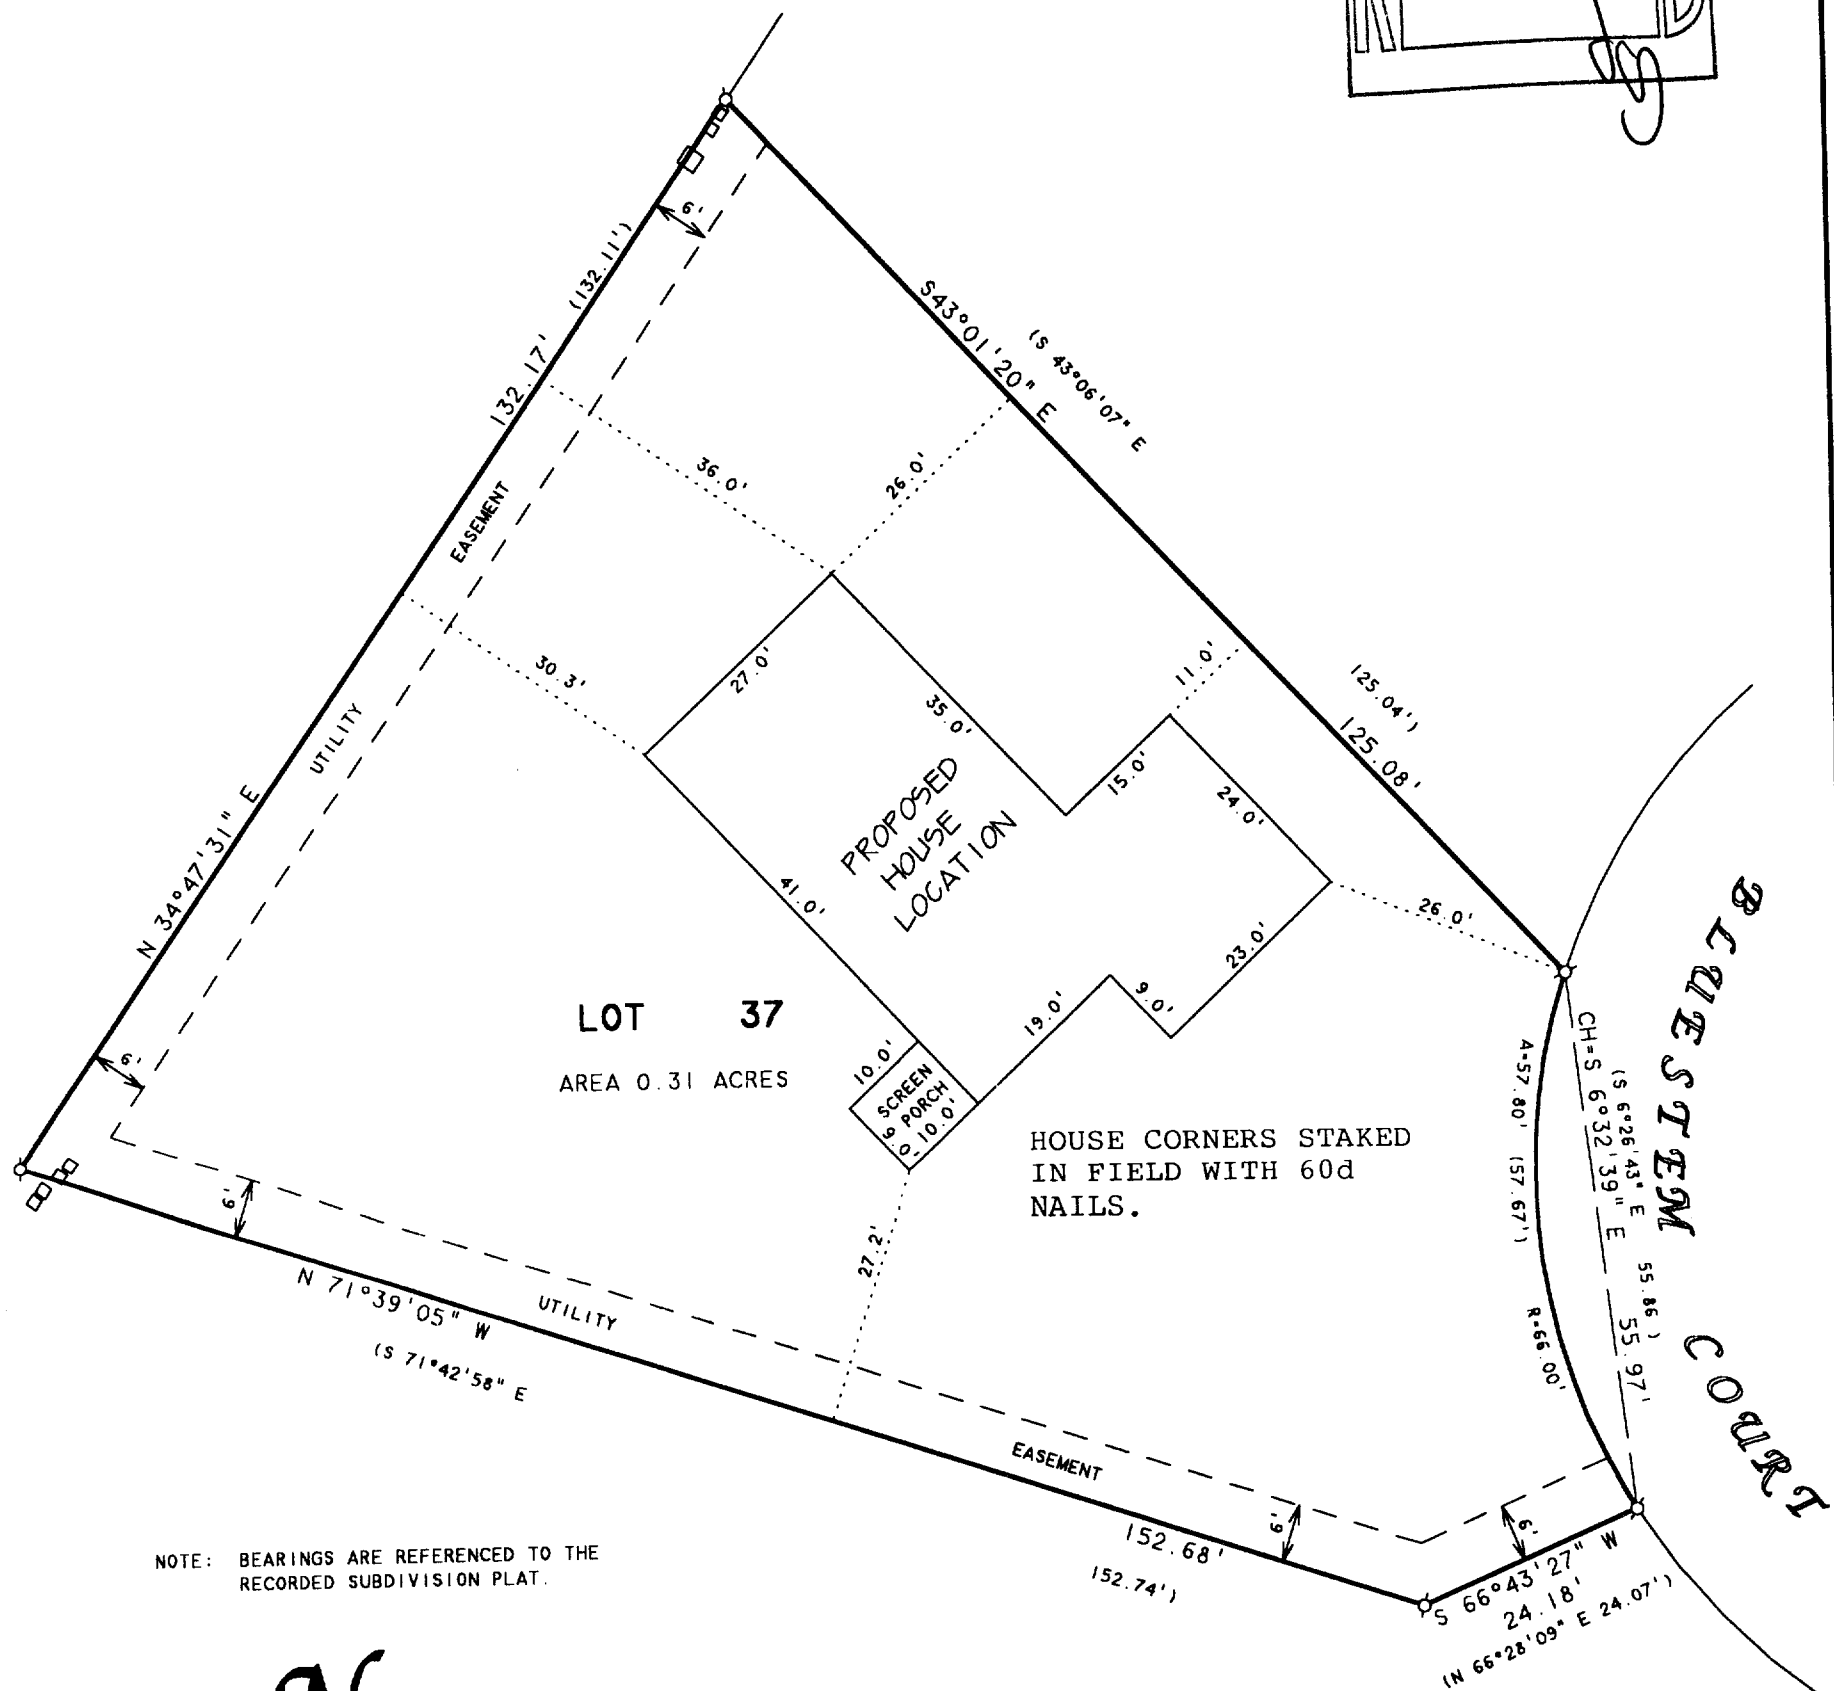 6'
132.17' (132.11')
S43°01'20" E
(S 43°06'07" E
36.0'
26.0'
EASEMENT
UTILITY
30.3'
27.0'
35.0'
11.0'
15.0'
24.0'
125.04')
125.08'
N 34°47'31" E
PROPOSED
HOUSE
LOCATION
41.0'
26.0'
23.0'
9.0'
19.0'
BLUESTEM COURT
LOT 37
AREA 0.31 ACRES
10.0'
SCREEN
PORCH
9.0'
10.0'
HOUSE CORNERS STAKED
IN FIELD WITH 60d
NAILS.
CH=S 6°32'39" E 55.97'
(S 6°26'43" E 55.86)
A=57.80' (57.67')
R=66.00'
6'
6'
27.2'
N 71°39'05" W
(S 71°42'58" E
UTILITY
EASEMENT
6'
6'
152.68'
152.74')
S 66°43'27" W
24.18'
(N 66°28'09" E 24.07')
NOTE: BEARINGS ARE REFERENCED TO THE
RECORDED SUBDIVISION PLAT.
N